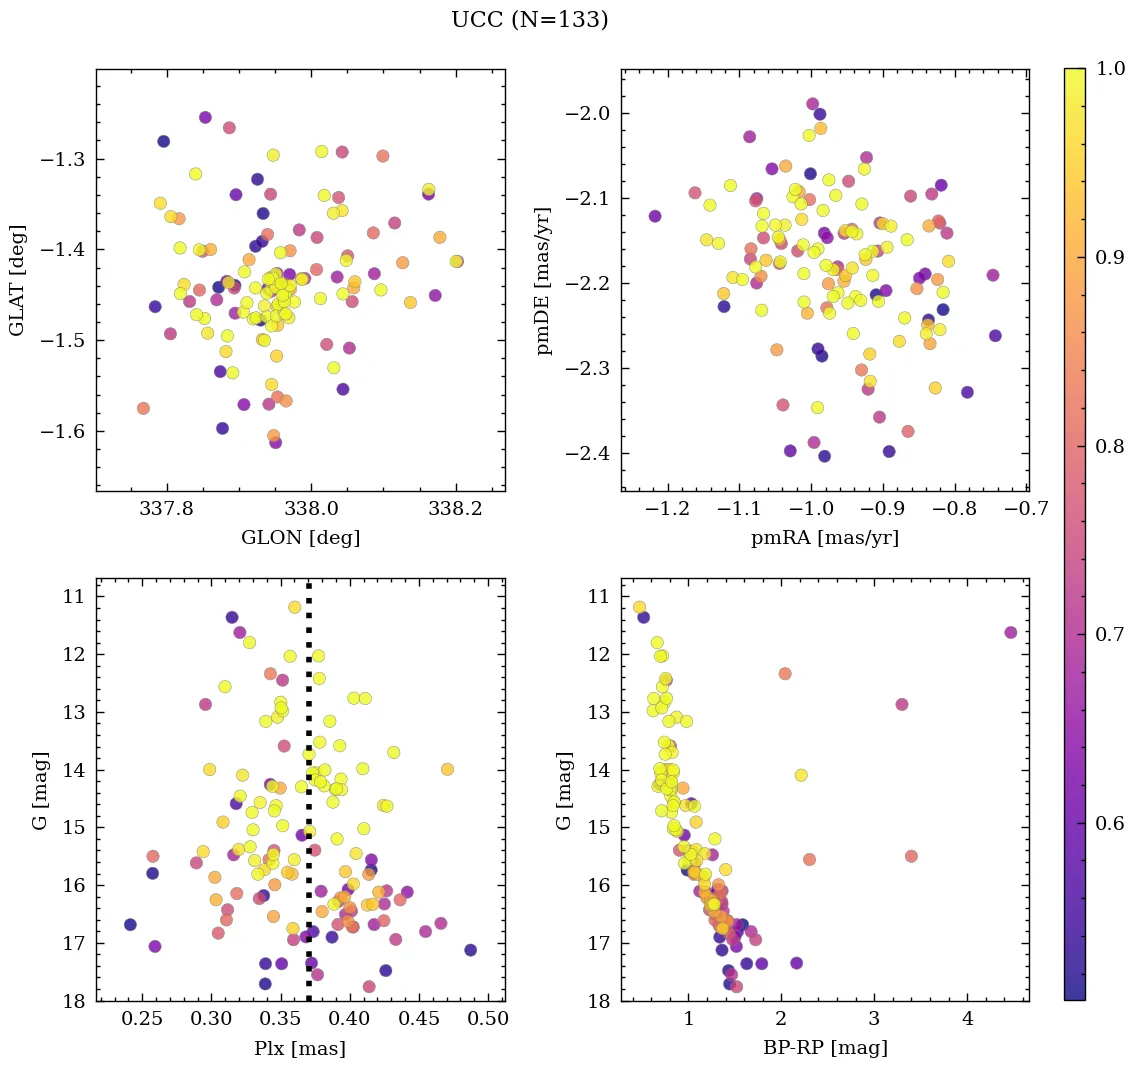 UCC (N=133)
−1.3
−1.4
−1.5
−1.6
GLAT [deg]
337.8 338.0 338.2
GLON [deg]
−2.0
−2.1
−2.2
−2.3
−2.4
pmDE [mas/yr]
−1.2 −1.1 −1.0 −0.9 −0.8 −0.7
pmRA [mas/yr]
1.0
0.9
0.8
0.7
0.6
11
12
13
14
15
16
17
18
G [mag]
0.25 0.30 0.35 0.40 0.45 0.50
Plx [mas]
11
12
13
14
15
16
17
18
G [mag]
1 2 3 4
BP-RP [mag]